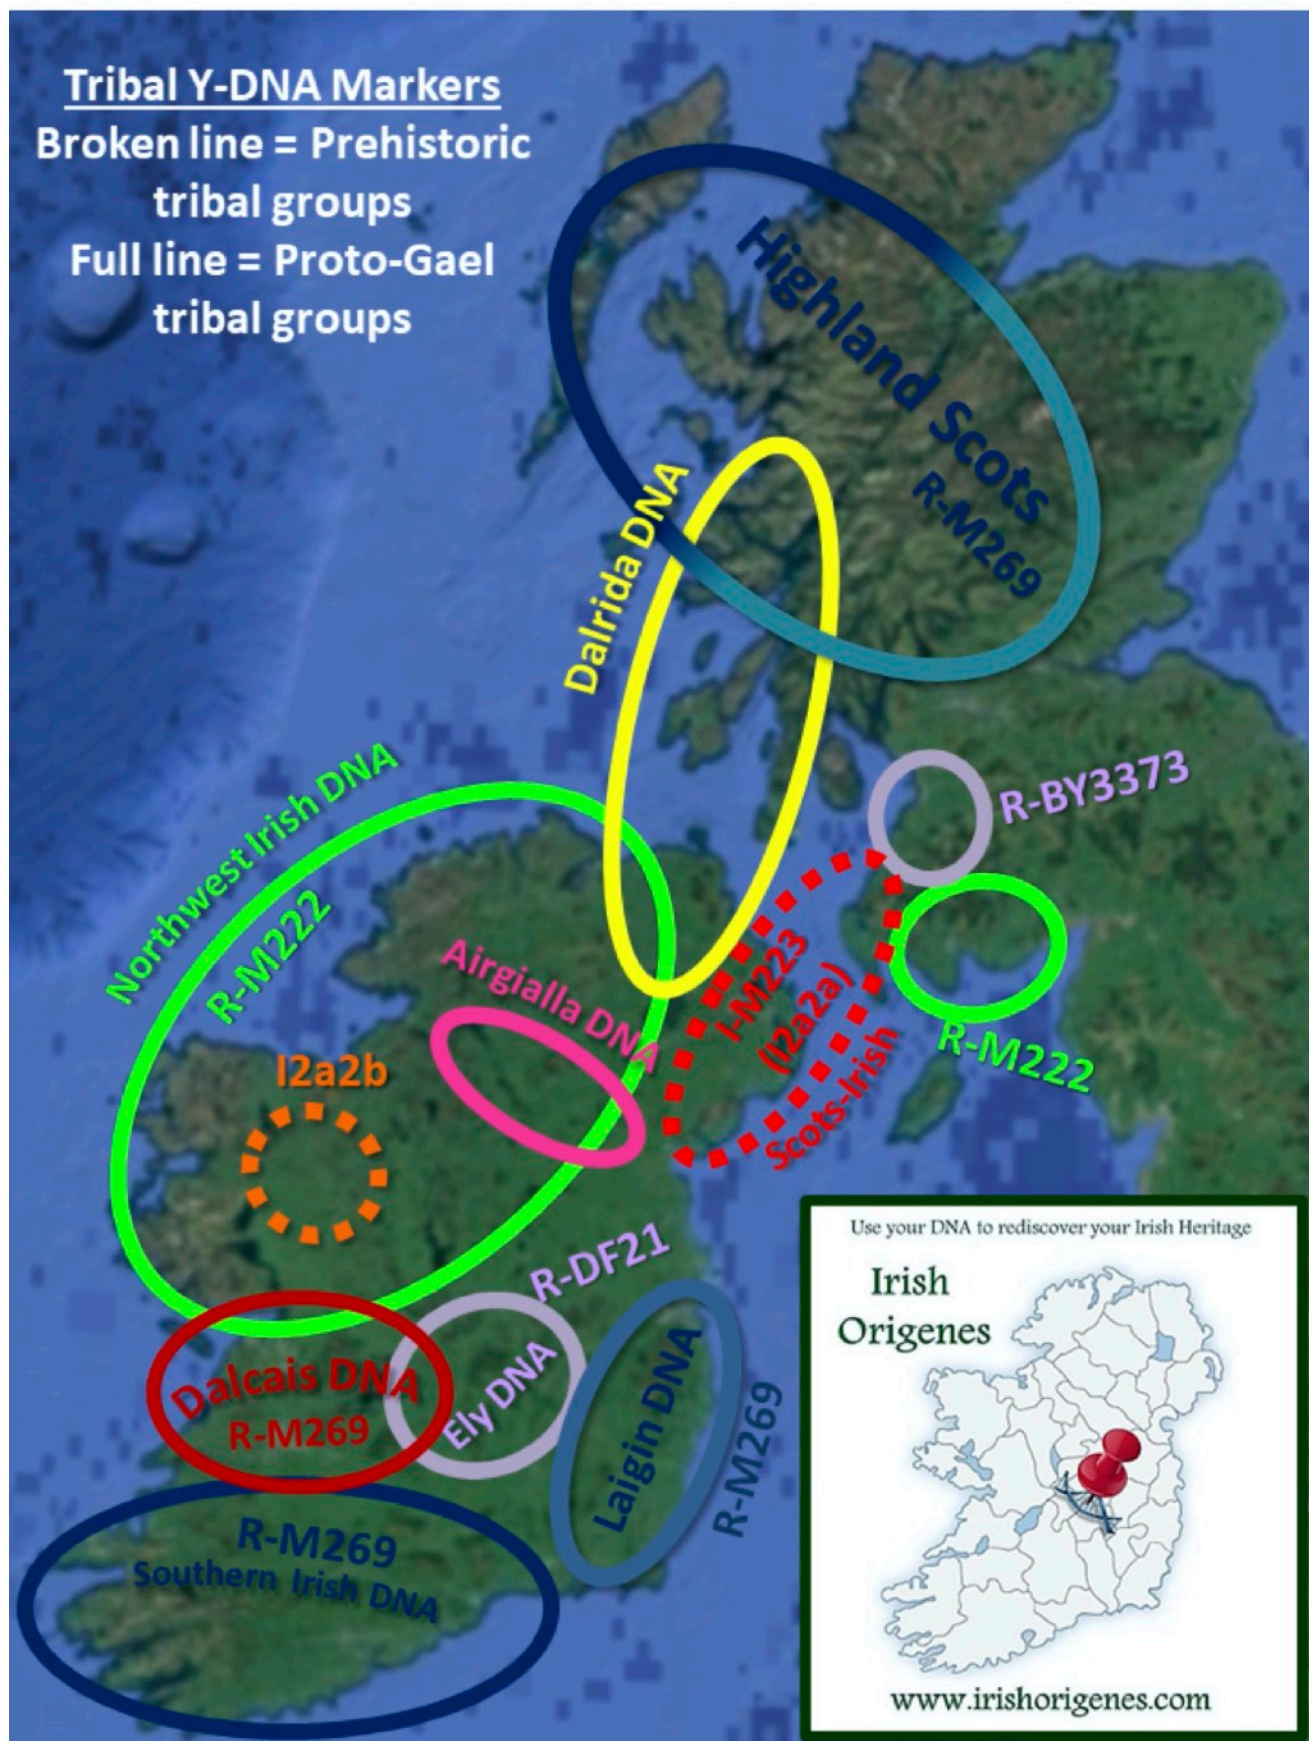 Tribal Y-DNA Markers
Broken line = Prehistoric
tribal groups
Full line = Proto-Gael
tribal groups
Highland Scots
R-M269
Dalrida DNA
Northwest Irish DNA
R-M222
R-BY3373
Airgialla DNA
I-M223
(I2a2a)
Scots-Irish
R-M222
I2a2b
R-DF21
Ely DNA
Dalcais DNA
R-M269
Laigin DNA
R-M269
R-M269
Southern Irish DNA
Use your DNA to rediscover your Irish Heritage
Irish
Origenes
www.irishorigenes.com